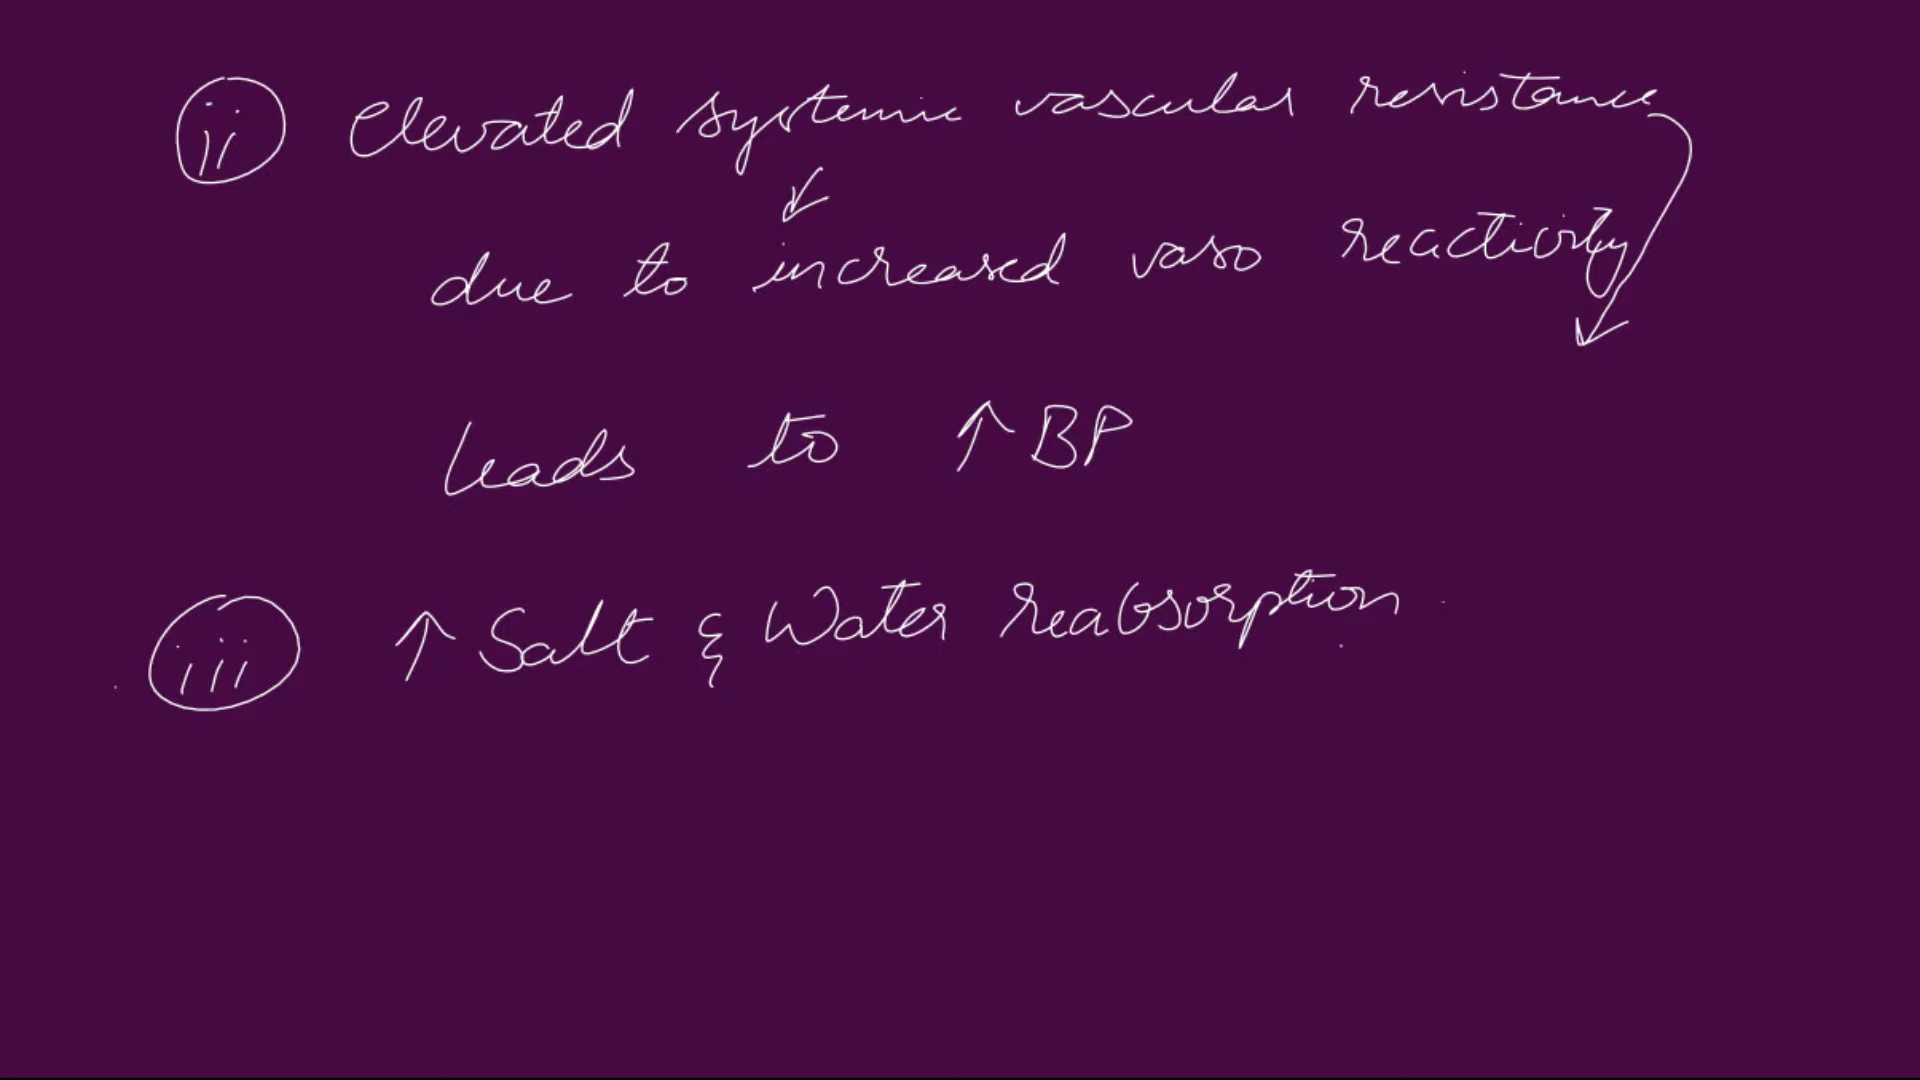 ii Elevated systemic vascular resistance
↓
due to increased vaso reactivity
leads to ↑ BP
iii ↑ Salt & Water reabsorption